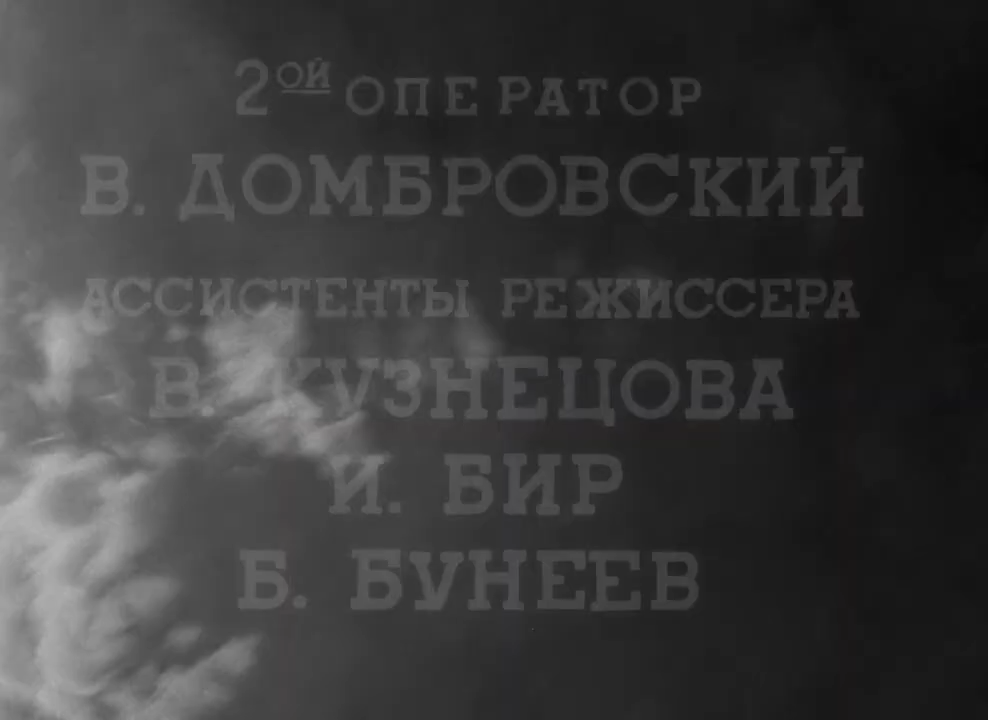 2ой ОПЕРАТОР
В. ДОМБРОВСКИЙ
АССИСТЕНТЫ РЕЖИССЕРА
В. КУЗНЕЦОВА
И. БИР
Б. БУНЕЕВ